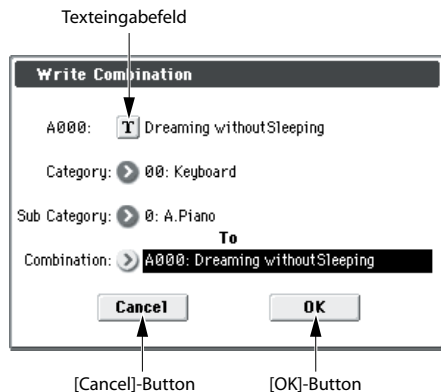 Texteingabefeld
Write Combination
A000: T Dreaming withoutSleeping
Category: 00: Keyboard
Sub Category: 0: A.Piano
To
Combination: A000: Dreaming withoutSleeping
Cancel OK
[Cancel]-Button [OK]-Button